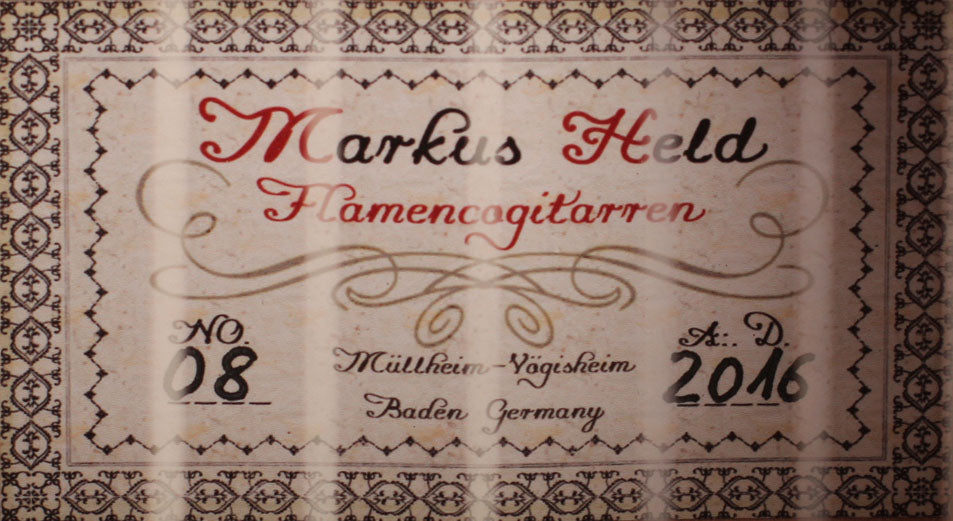 Markus Held
Flamencogitarren
NO.
08
Müllheim-Vögisheim
Baden Germany
A:. D.
2016